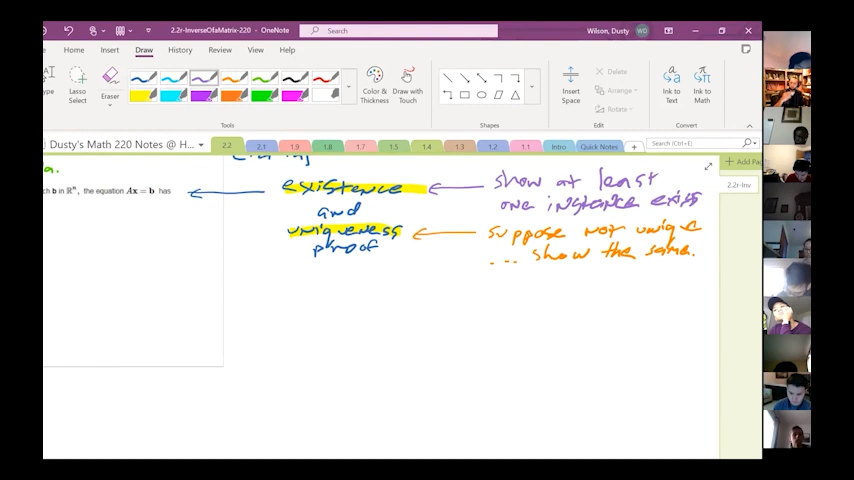 2.2r-InverseOfaMatrix-220 - OneNote
Search
Wilson, Dusty
WD
Home
Insert
Draw
History
Review
View
Help
Type
Lasso
Select
Eraser
Color &
Thickness
Draw with
Touch
Insert
Space
Delete
Arrange
Rotate
Ink to
Text
Ink to
Math
Tools
Shapes
Edit
Convert
Dusty's Math 220 Notes @ H...
2.2
2.1
1.9
1.8
1.7
1.5
1.4
1.3
1.2
1.1
Intro
Quick Notes
Search (Ctrl+E)
Add Pag
2.2r-Inv
a.
ch b in ℝⁿ, the equation Ax = b has
existence
and
uniqueness
proof
show at least
one instance exists
suppose not unique
... show the same.